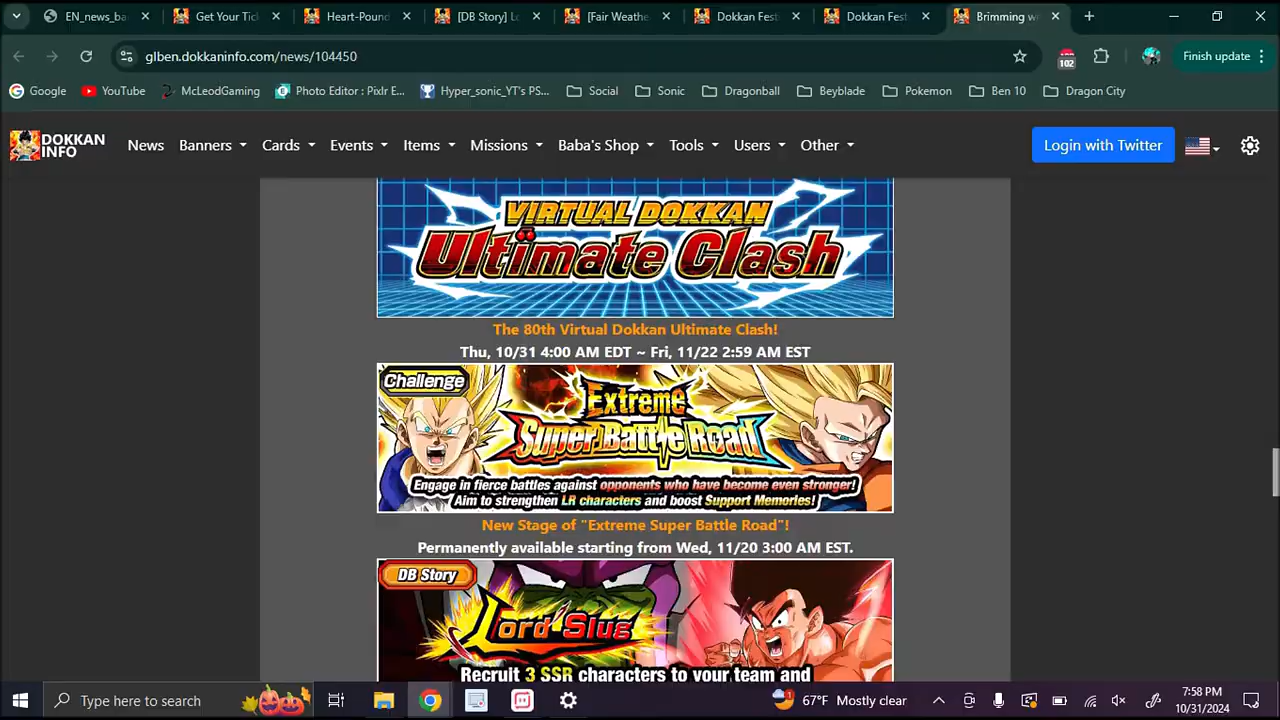 EN_news_ba
Get Your Tick
Heart-Pound
[DB Story] Lo
[Fair Weathe
Dokkan Fest
Dokkan Fest
Brimming wi
glben.dokkaninfo.com/news/104450
102
Finish update
Google
YouTube
McLeodGaming
Photo Editor : Pixlr E...
Hyper_sonic_YT's PS...
Social
Sonic
Dragonball
Beyblade
Pokemon
Ben 10
Dragon City
DOKKAN
INFO
News
Banners
Cards
Events
Items
Missions
Baba's Shop
Tools
Users
Other
Login with Twitter
VIRTUAL DOKKAN
Ultimate Clash
The 80th Virtual Dokkan Ultimate Clash!
Thu, 10/31 4:00 AM EDT ~ Fri, 11/22 2:59 AM EST
Challenge
Extreme
Super Battle Road
Engage in fierce battles against opponents who have become even stronger!
Aim to strengthen LR characters and boost Support Memories!
New Stage of "Extreme Super Battle Road"!
Permanently available starting from Wed, 11/20 3:00 AM EST.
DB Story
Lord Slug
Recruit 3 SSR characters to your team and
Type here to search
1
67°F Mostly clear
7:58 PM
10/31/2024